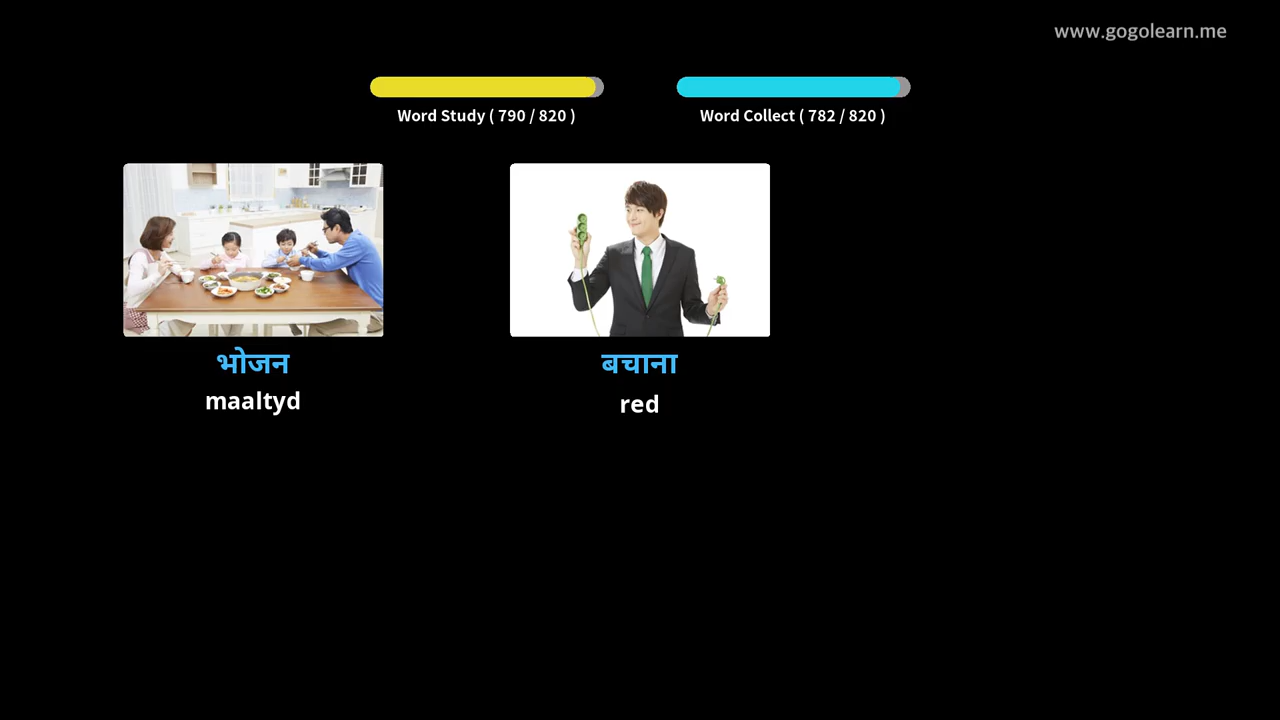 www.gogolearn.me
Word Study ( 790 / 820 )
Word Collect ( 782 / 820 )
भोजन
maaltyd
बचाना
red